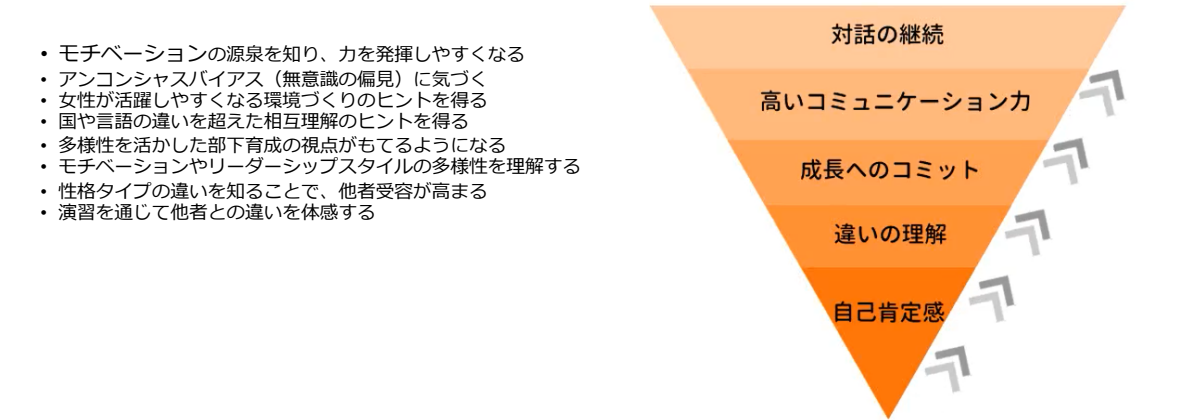 • モチベーションの源泉を知り、力を発揮しやすくなる
• アンコンシャスバイアス（無意識の偏見）に気づく
• 女性が活躍しやすくなる環境づくりのヒントを得る
• 国や言語の違いを超えた相互理解のヒントを得る
• 多様性を活かした部下育成の視点がもてるようになる
• モチベーションやリーダーシップスタイルの多様性を理解する
• 性格タイプの違いを知ることで、他者受容が高まる
• 演習を通じて他者との違いを体感する
対話の継続
高いコミュニケーション力
成長へのコミット
違いの理解
自己肯定感